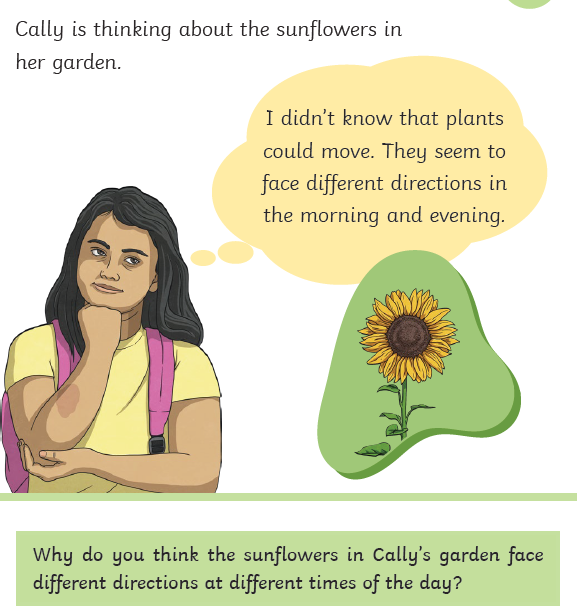 Cally is thinking about the sunflowers in
her garden.
I didn't know that plants
could move. They seem to
face different directions in
the morning and evening.
Why do you think the sunflowers in Cally's garden face
different directions at different times of the day?